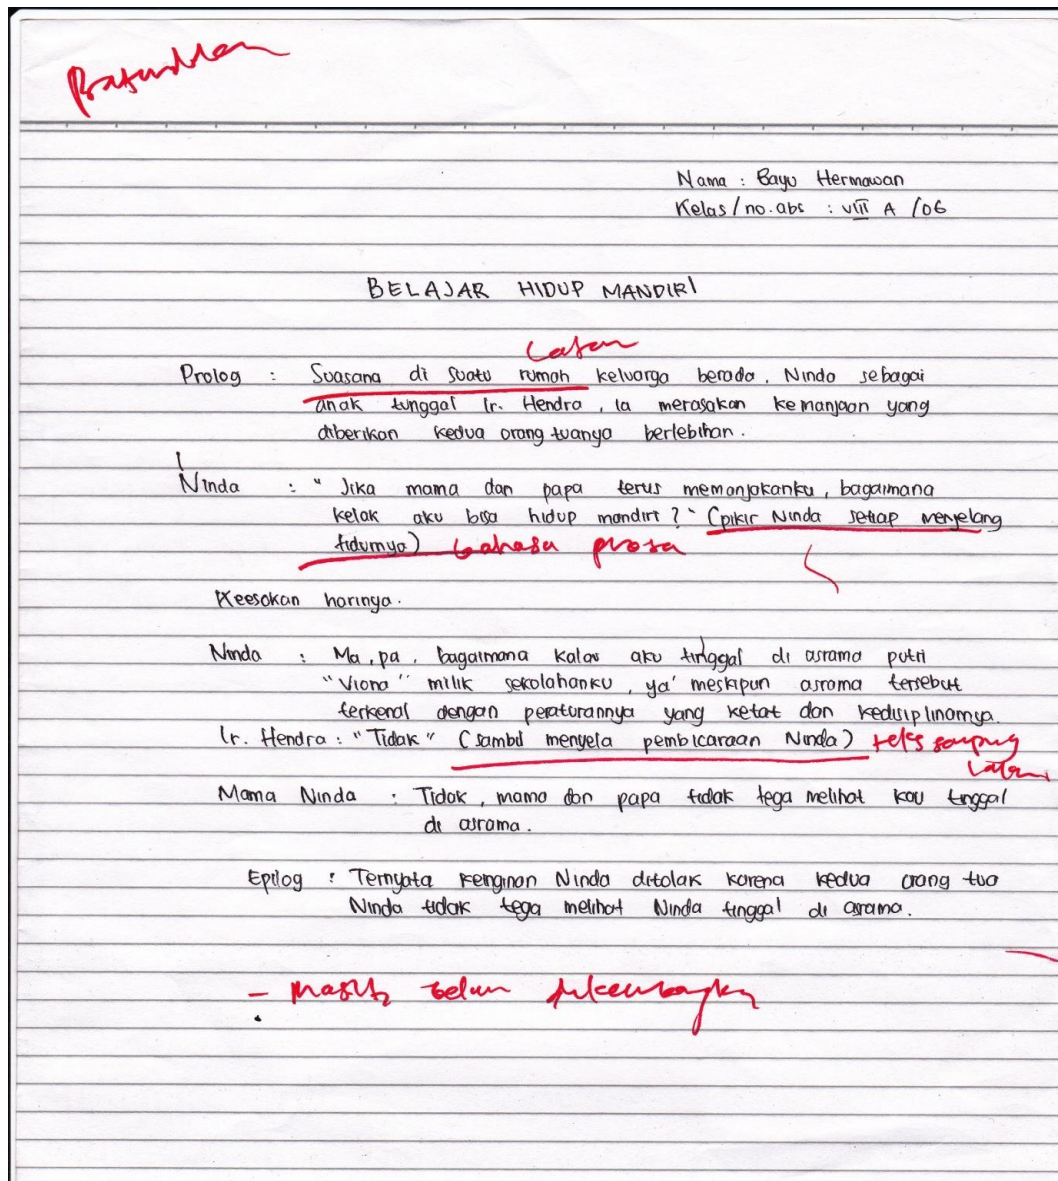 Nama : Bayu Hermawan
Kelas / no. abs : VIII A / 06
BELAJAR HIDUP MANDIRI
Latar
Prolog : Suasana di suatu rumah keluarga berada. Ninda sebagai
anak tunggal Ir. Hendra, Ia merasakan kemanjaan yang
diberikan kedua orang tuanya berlebihan.
Ninda : " Jika mama dan papa terus memanjakanku, bagaimana
kelak aku bisa hidup mandiri ? " (pikir Ninda setiap menjelang
tidurnya) bahasa prosa
Keesokan harinya.
Ninda : Ma, pa, bagaimana kalau aku tinggal di asrama putri
"Viona" milik sekolahanku, ya' meskipun asrama tersebut
terkenal dengan peraturannya yang ketat dan kedisiplinannya.
Ir. Hendra : "Tidak" (sambil menyela pembicaraan Ninda) teks samping
Mama Ninda : Tidak, mama dan papa tidak tega melihat kau tinggal
di asrama.
Epilog : Ternyata keinginan Ninda ditolak karena kedua orang tua
Ninda tidak tega melihat Ninda tinggal di asrama.
- Masih belum dikembangkan